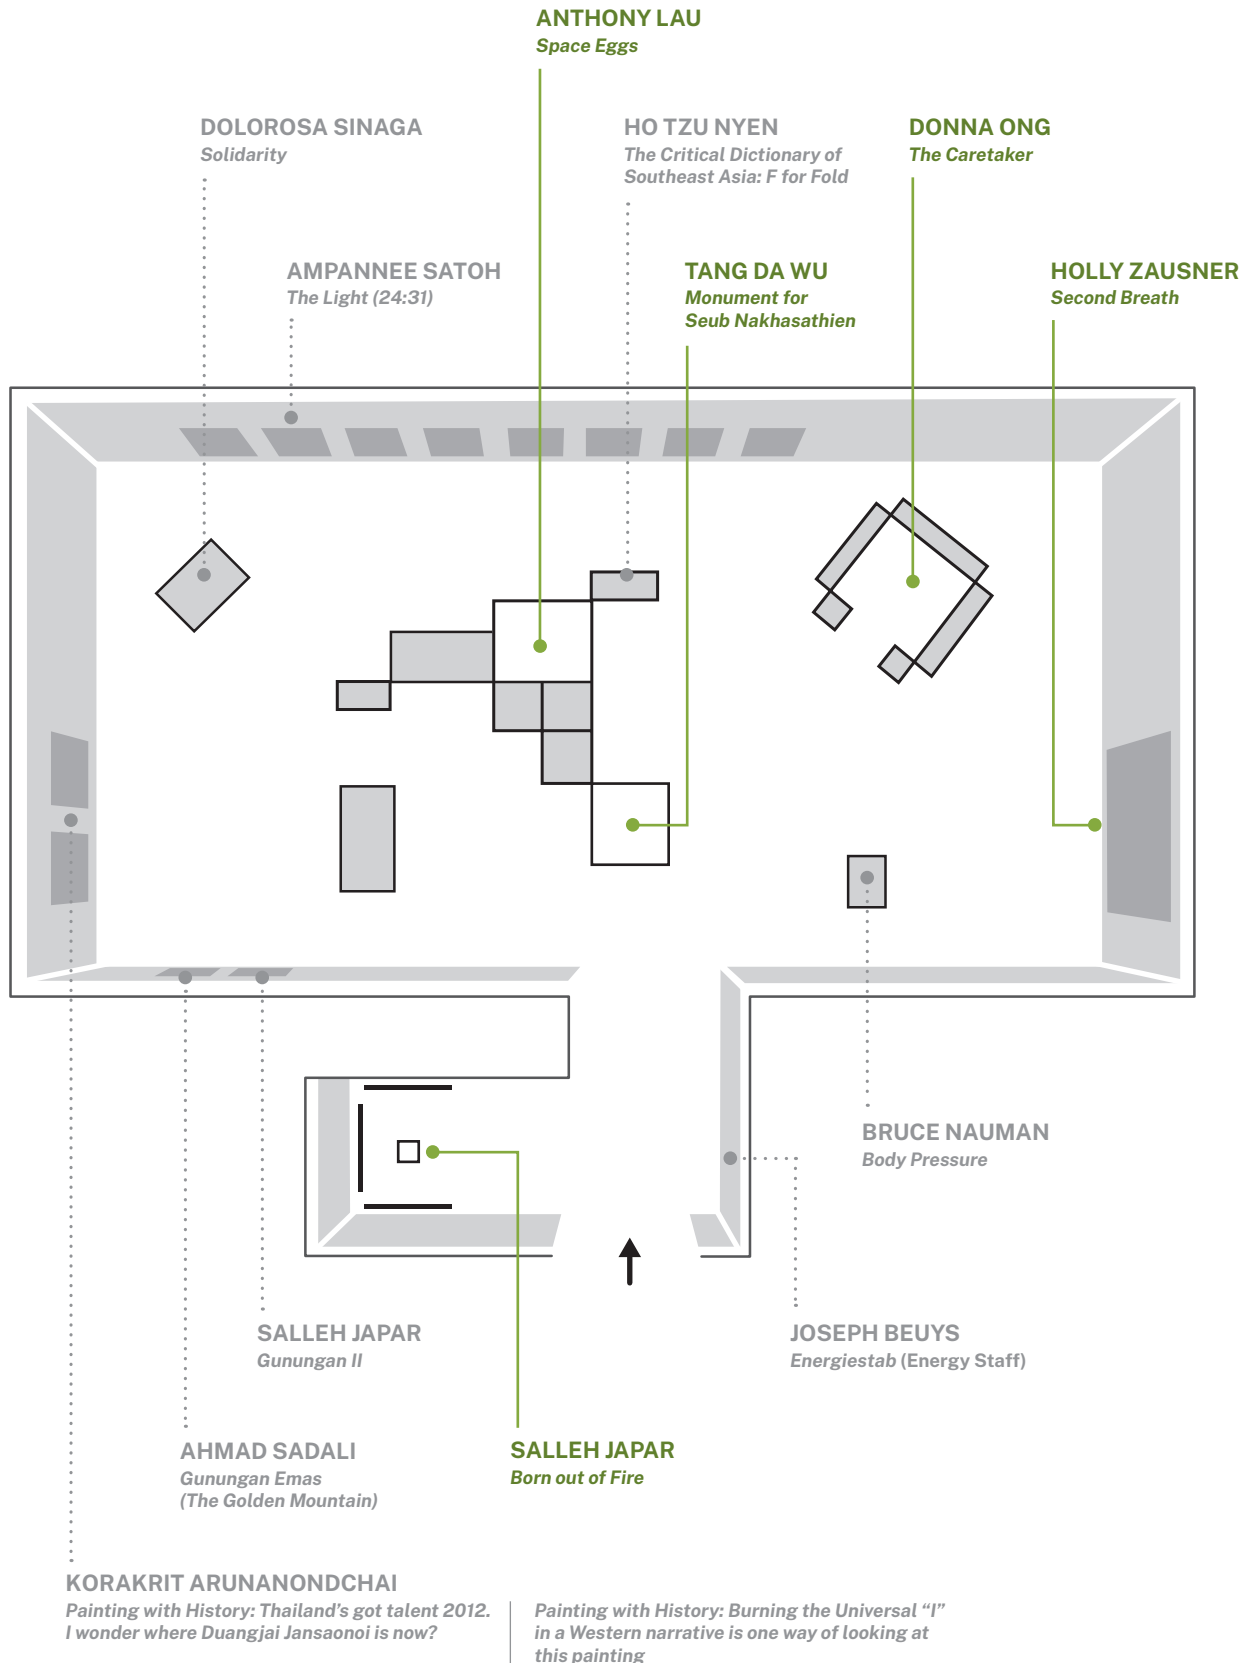 ANTHONY LAU
Space Eggs
DOLOROSA SINAGA
Solidarity
HO TZU NYEN
The Critical Dictionary of
Southeast Asia: F for Fold
DONNA ONG
The Caretaker
AMPANNEE SATOH
The Light (24:31)
TANG DA WU
Monument for
Seub Nakhasathien
HOLLY ZAUSNER
Second Breath
BRUCE NAUMAN
Body Pressure
SALLEH JAPAR
Gunungan II
JOSEPH BEUYS
Energiestab (Energy Staff)
AHMAD SADALI
Gunungan Emas
(The Golden Mountain)
SALLEH JAPAR
Born out of Fire
KORAKRIT ARUNANONDCHAI
Painting with History: Thailand’s got talent 2012.
I wonder where Duangjai Jansaonoi is now?
Painting with History: Burning the Universal “I”
in a Western narrative is one way of looking at
this painting